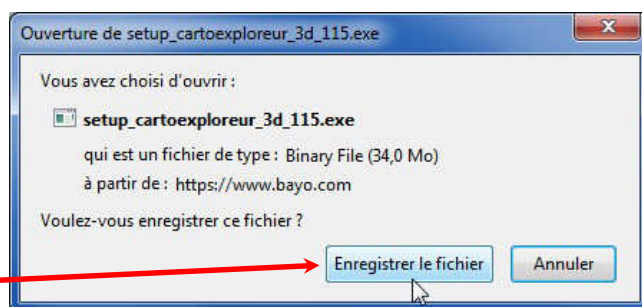 Ouverture de setup_cartoexploreur_3d_115.exe
Vous avez choisi d'ouvrir :
setup_cartoexploreur_3d_115.exe
qui est un fichier de type : Binary File (34,0 Mo)
à partir de : https://www.bayo.com
Voulez-vous enregistrer ce fichier ?
Enregistrer le fichier Annuler